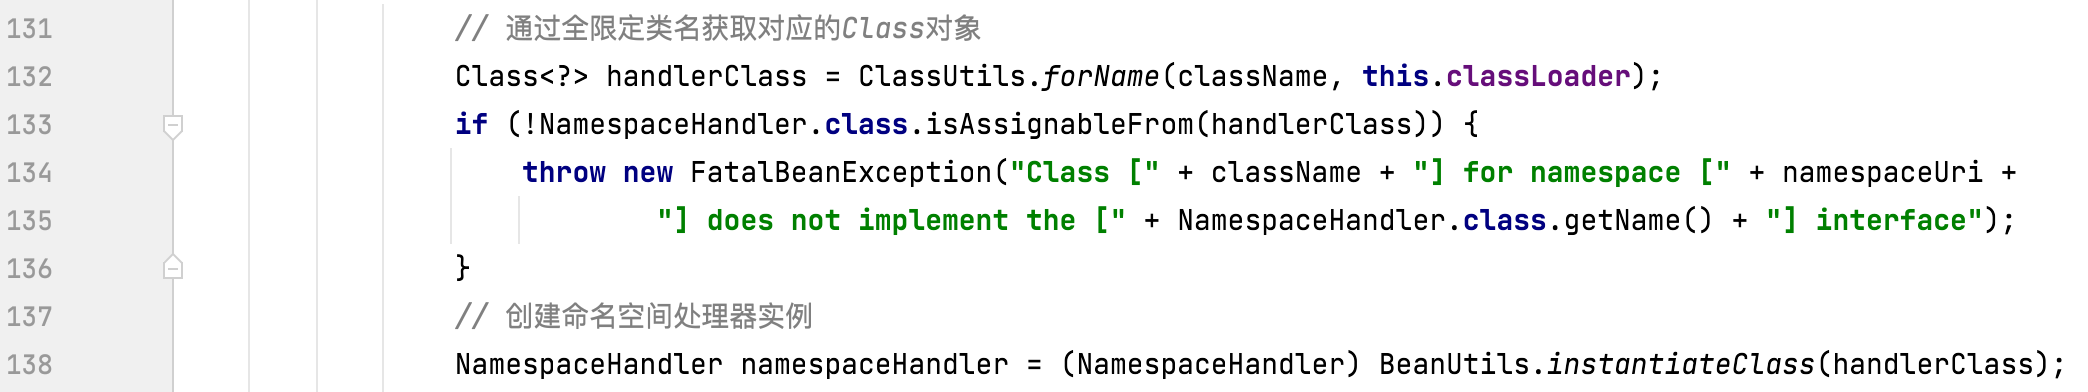 131 // 通过全限定类名获取对应的Class对象
132 Class<?> handlerClass = ClassUtils.forName(className, this.classLoader);
133 if (!NamespaceHandler.class.isAssignableFrom(handlerClass)) {
134 throw new FatalBeanException("Class [" + className + "] for namespace [" + namespaceUri +
135 "] does not implement the [" + NamespaceHandler.class.getName() + "] interface");
136 }
137 // 创建命名空间处理器实例
138 NamespaceHandler namespaceHandler = (NamespaceHandler) BeanUtils.instantiateClass(handlerClass);